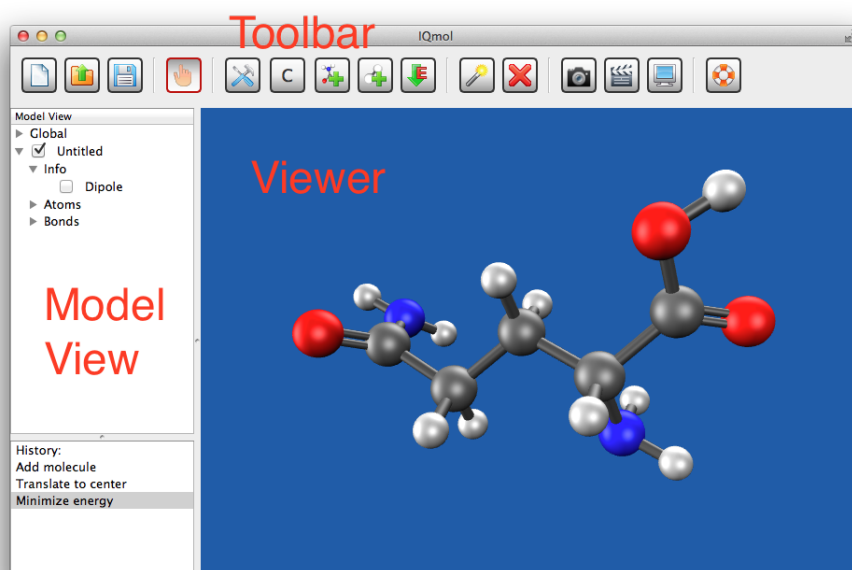 Toolbar
IQmol
C
E
Model View
Global
Untitled
Info
Dipole
Atoms
Bonds
Viewer
Model
View
History:
Add molecule
Translate to center
Minimize energy